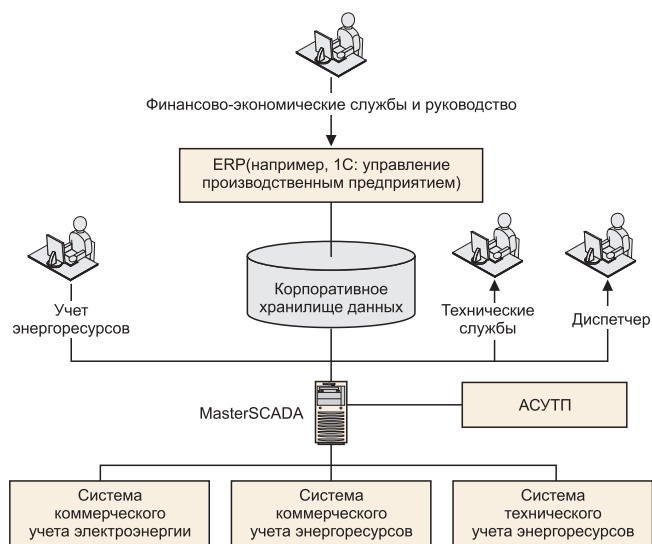 Финансово-экономические службы и руководство
ERP(например, 1С: управление
производственным предприятием)
Корпоративное
хранилище данных
Учет
энергоресурсов
Технические
службы
Диспетчер
MasterSCADA
АСУТП
Система
коммерческого
учета электроэнергии
Система
коммерческого
учета энергоресурсов
Система
технического
учета энергоресурсов